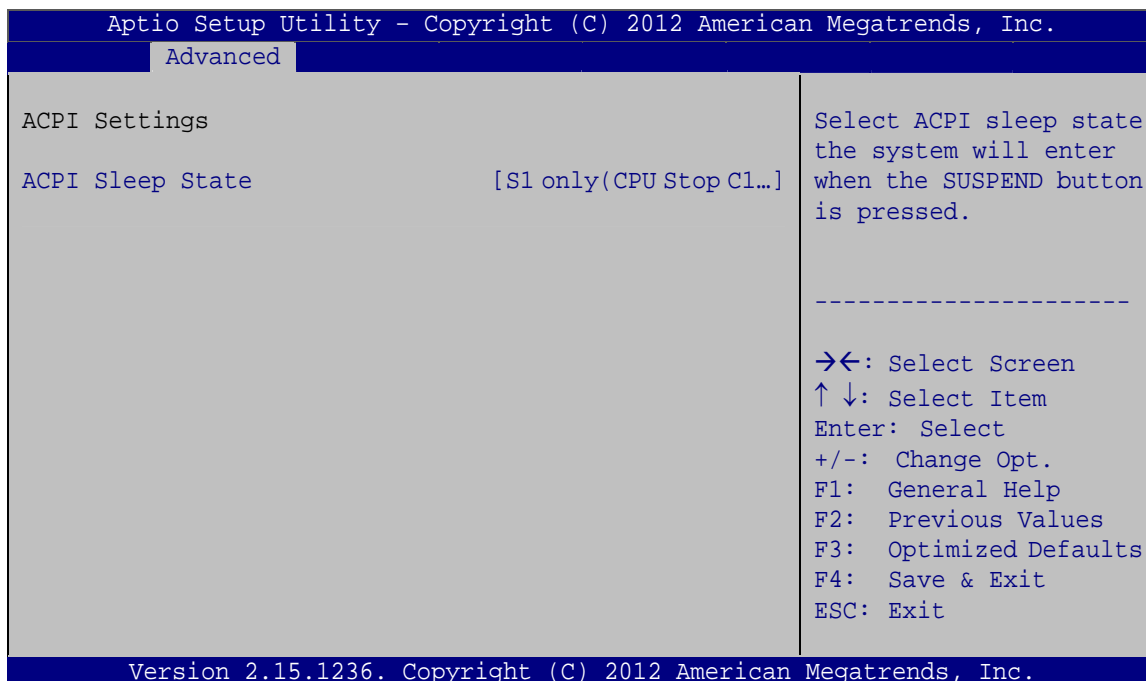 Aptio Setup Utility – Copyright (C) 2012 American Megatrends, Inc.
Advanced
ACPI Settings
ACPI Sleep State [S1 only(CPU Stop C1…]
Select ACPI sleep state
the system will enter
when the SUSPEND button
is pressed.
----------------------
→←: Select Screen
↑ ↓: Select Item
Enter: Select
+/-: Change Opt.
F1: General Help
F2: Previous Values
F3: Optimized Defaults
F4: Save & Exit
ESC: Exit
Version 2.15.1236. Copyright (C) 2012 American Megatrends, Inc.